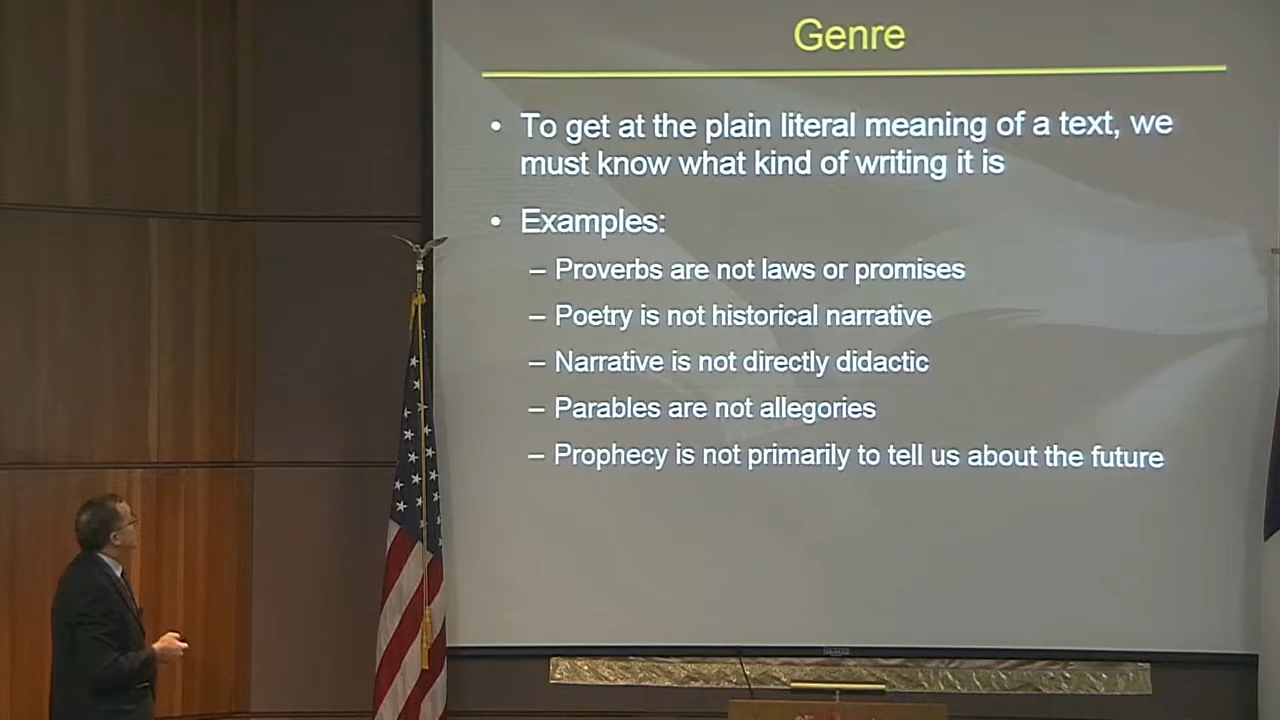 Genre
• To get at the plain literal meaning of a text, we
must know what kind of writing it is
• Examples:
– Proverbs are not laws or promises
– Poetry is not historical narrative
– Narrative is not directly didactic
– Parables are not allegories
– Prophecy is not primarily to tell us about the future